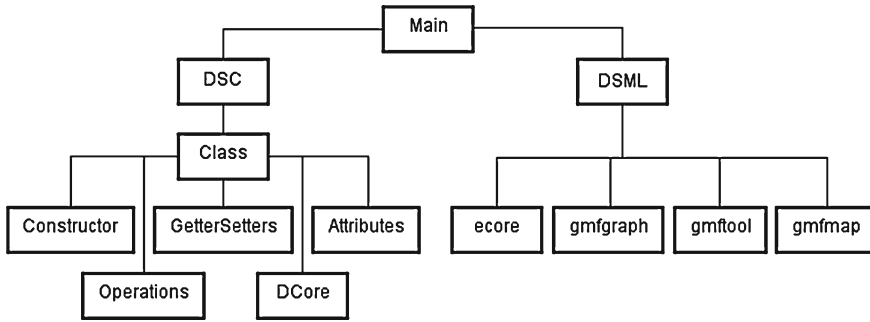 Main
DSC
DSML
Class
Constructor
GetterSetters
Attributes
ecore
gmfgraph
gmftool
gmfmap
Operations
DCore